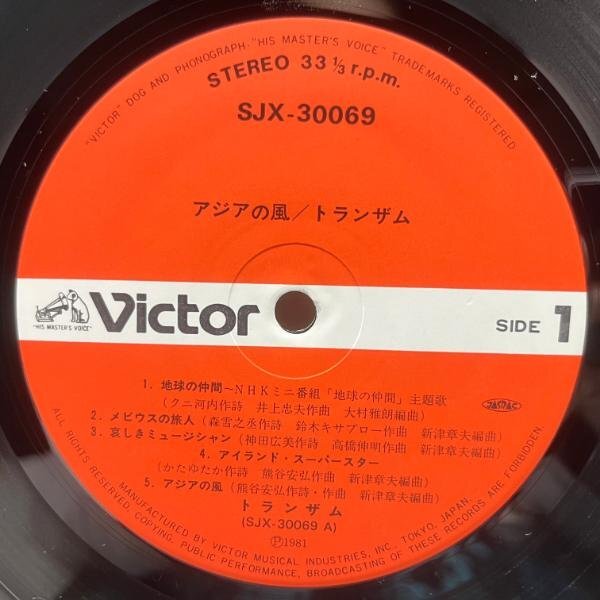 "VICTOR" DOG AND PHONOGRAPH·"HIS MASTER'S VOICE" TRADEMARKS REGISTERED
STEREO 33 1/3 r.p.m.
SJX-30069
アジアの風／トランザム
"HIS MASTER'S VOICE"
Victor
SIDE 1
1. 地球の仲間〜NHKミニ番組「地球の仲間」主題歌
(クニ河内作詩 井上忠夫作曲 大村雅朗編曲)
JASRAC
2. メビウスの旅人 (森雪之丞作詩 鈴木キサブロー作曲 新津章夫編曲)
3. 哀しきミュージシャン (神田広美作詩 高橋伸明作曲 新津章夫編曲)
4. アイランド・スーパースター
(かたゆたか作詩 熊谷安弘作曲 新津章夫編曲)
5. アジアの風 (熊谷安弘作詩・作曲 新津章夫編曲)
トランザム
(SJX-30069 A)
Ⓟ1981
ALL RIGHTS RESERVED, COPYING, PUBLIC PERFORMANCE, BROADCASTING OF THESE RECORDS ARE FORBIDDEN.
MANUFACTURED BY VICTOR MUSICAL INDUSTRIES, INC. TOKYO, JAPAN.